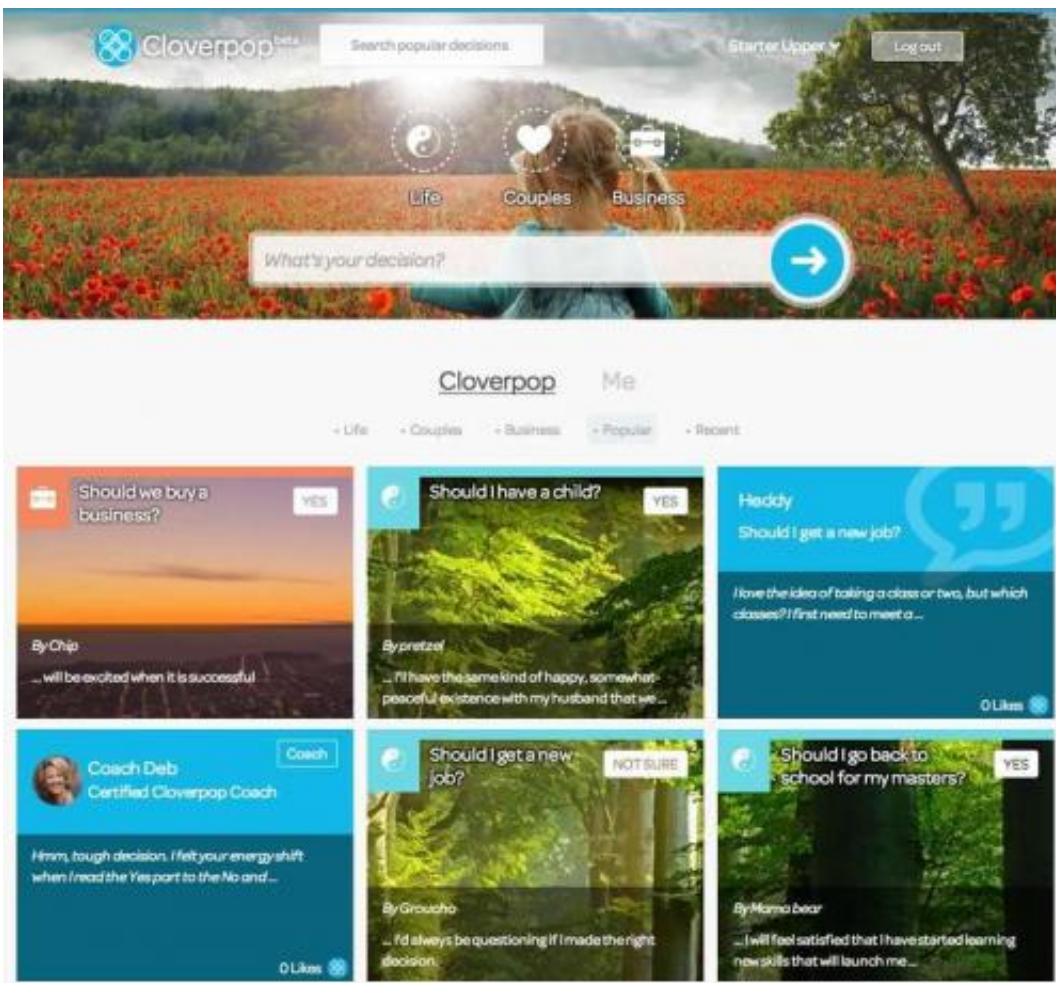 Cloverpop beta
Search popular decisions
Starter Upper
Log out
Life
Couples
Business
What's your decision?
Cloverpop
Me
Life
Couples
Business
Popular
Recent
Should we buy a
business?
YES
By Chip
... will be excited when it is successful
Should I have a child?
YES
By pretzel
... I'll have the same kind of happy, somewhat-
peaceful existence with my husband that we ...
Heddy
Should I get a new job?
I love the idea of taking a class or two, but which
classes? I first need to meet a ...
0 Likes
Coach Deb
Certified Cloverpop Coach
Coach
Hmm, tough decision. I felt your energy shift
when I read the Yes part to the No and ...
0 Likes
Should I get a new
job?
NOT SURE
By Groucho
... I'd always be questioning if I made the right
decision.
Should I go back to
school for my masters?
YES
By Mama bear
... I will feel satisfied that I have started learning
new skills that will launch me ...